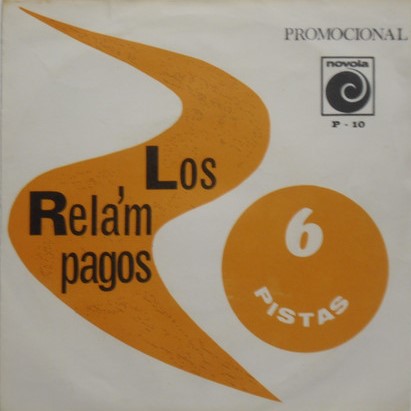 PROMOCIONAL
novola
P - 10
Los
Relám
pagos
6
PISTAS